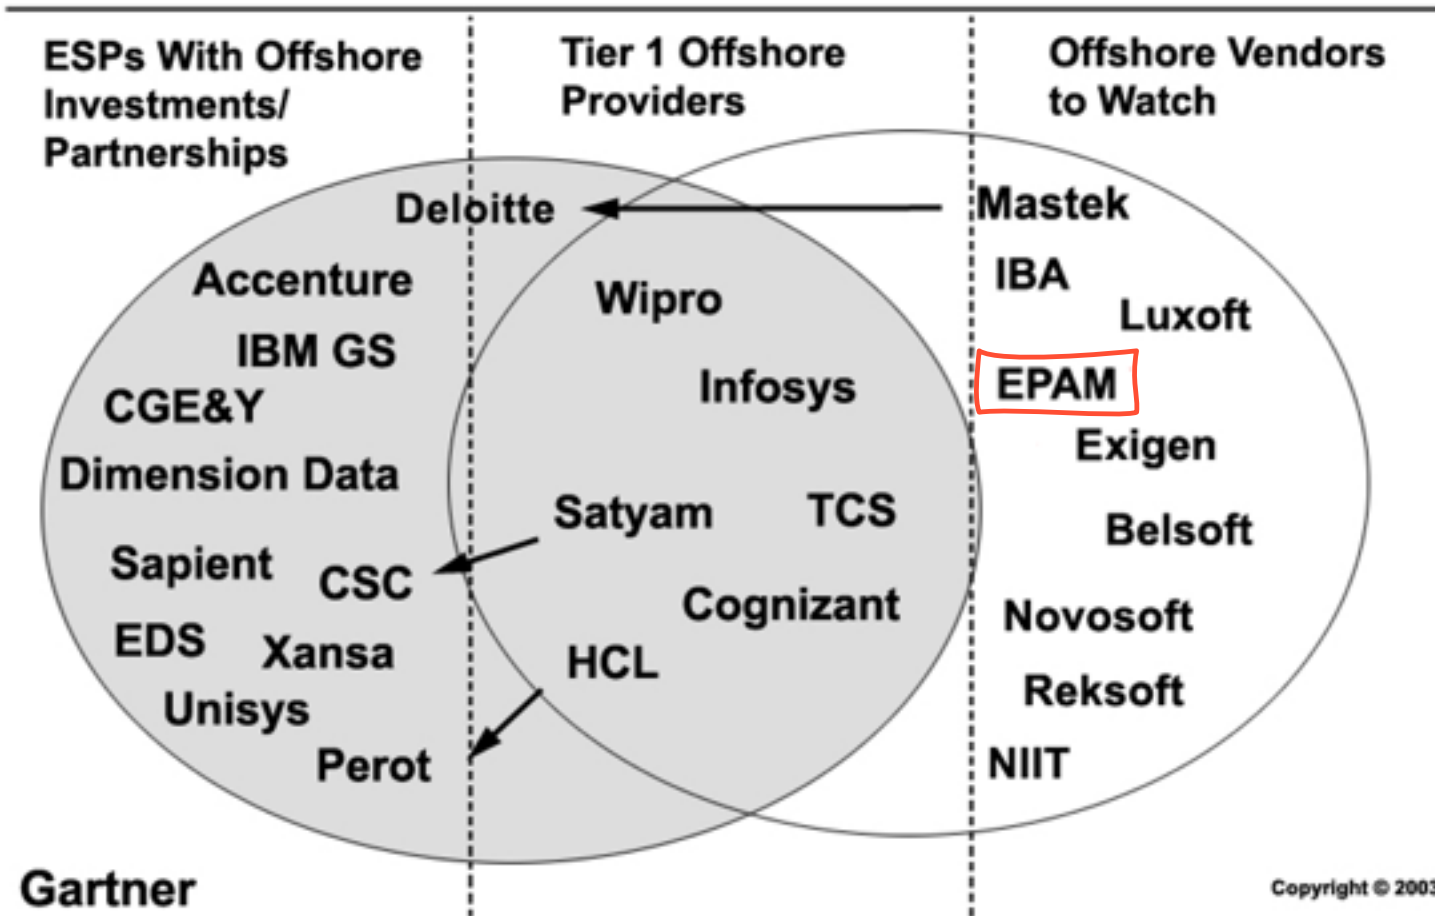 ESPs With Offshore
Investments/
Partnerships
Tier 1 Offshore
Providers
Offshore Vendors
to Watch
Deloitte
Accenture
IBM GS
CGE&Y
Dimension Data
Sapient
CSC
EDS
Xansa
Unisys
Perot
Wipro
Infosys
Satyam
TCS
Cognizant
HCL
Mastek
IBA
Luxoft
EPAM
Exigen
Belsoft
Novosoft
Reksoft
NIIT
Gartner
Copyright © 2003